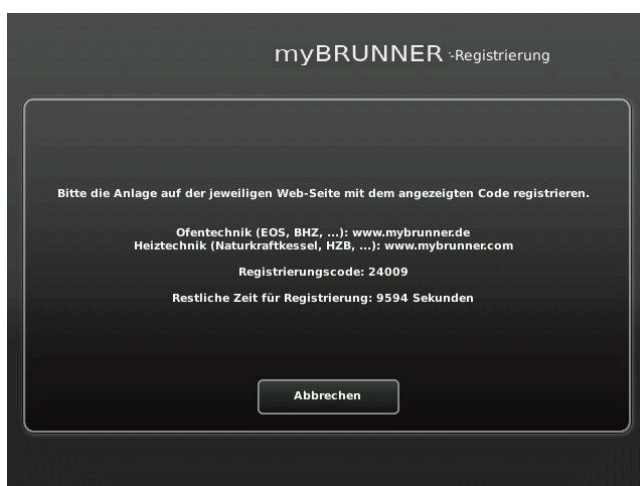 myBRUNNER -Registrierung
Bitte die Anlage auf der jeweiligen Web-Seite mit dem angezeigten Code registrieren.
Ofentechnik (EOS, BHZ, ...): www.mybrunner.de
Heiztechnik (Naturkraftkessel, HZB, ...): www.mybrunner.com
Registrierungscode: 24009
Restliche Zeit für Registrierung: 9594 Sekunden
Abbrechen